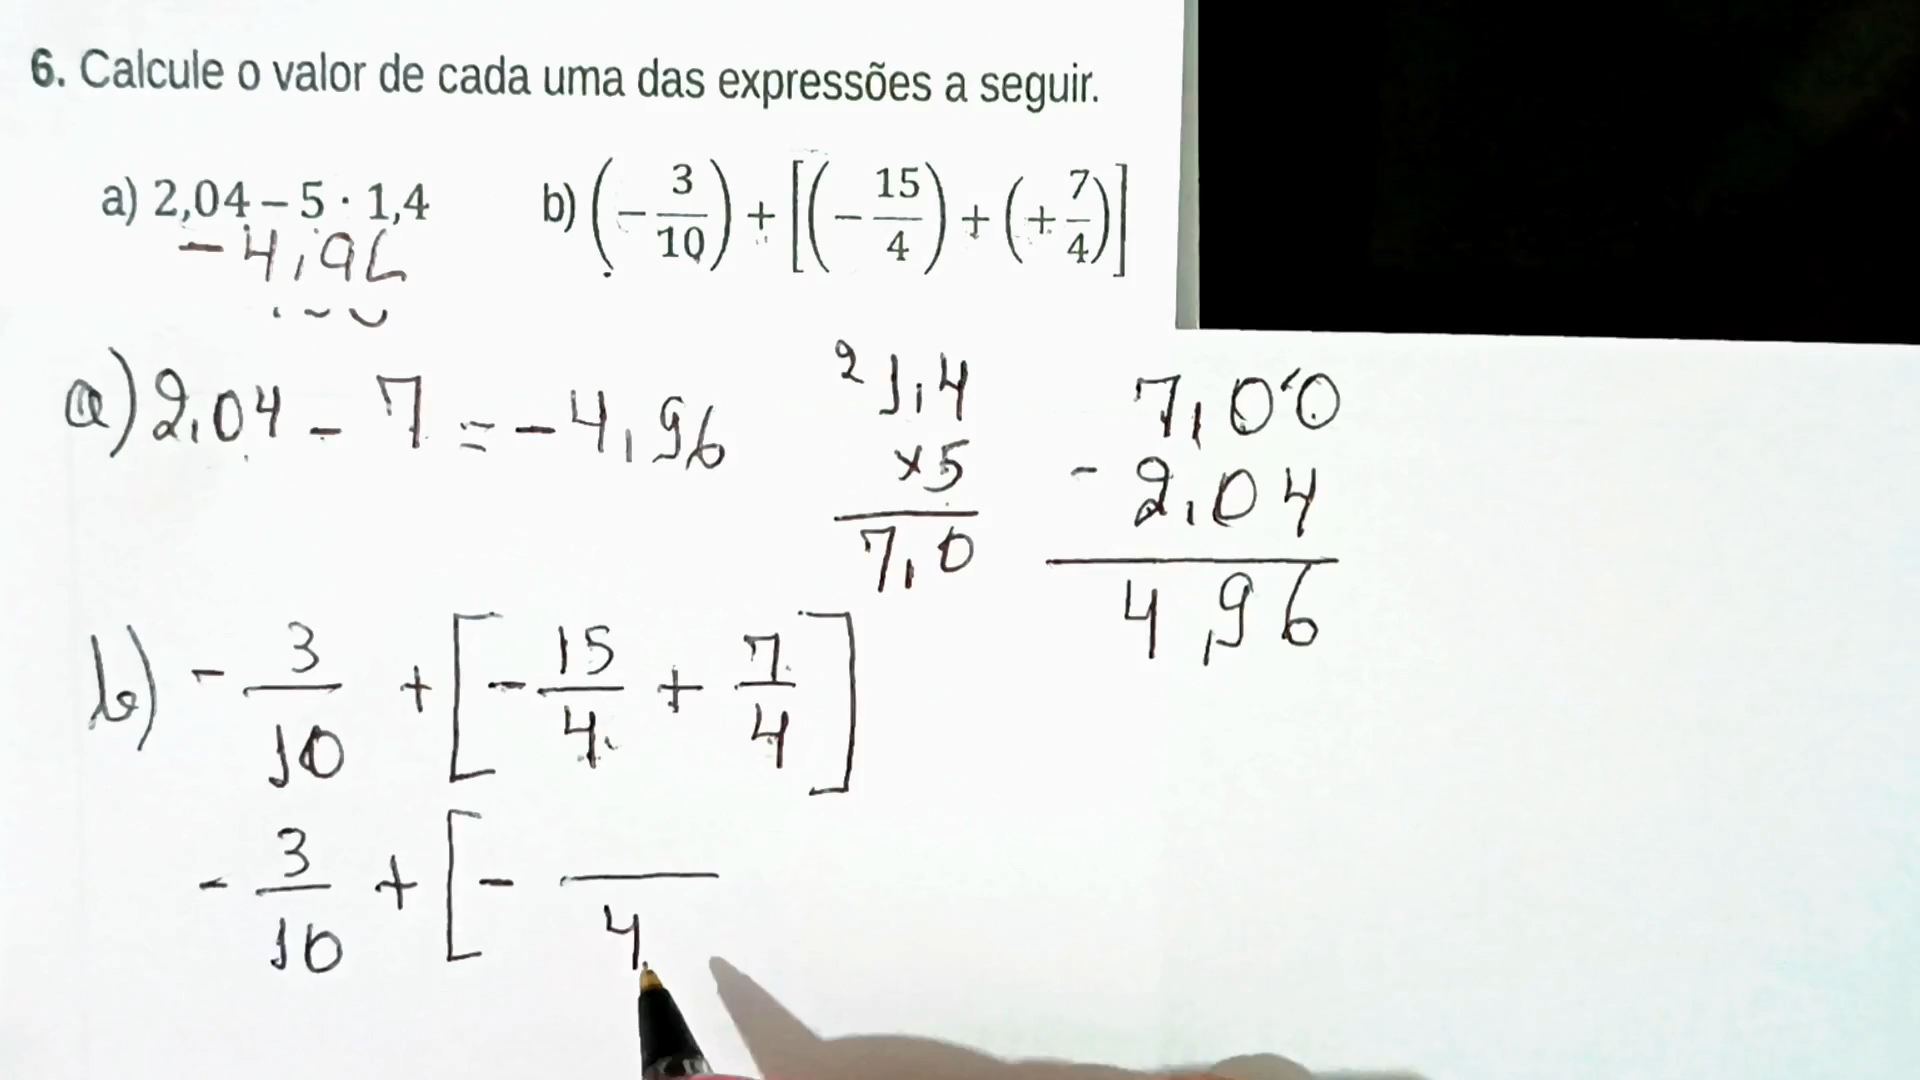 6. Calcule o valor de cada uma das expressões a seguir.
a) 2,04 – 5 · 1,4
b) (– 3/10) + [(– 15/4) + (+ 7/4)]
– 4,96
a) 2,04 – 7 = – 4,96
2
1,4
x5
7,0
7,00
– 2,04
4,96
b) – 3/10 + [– 15/4 + 7/4]
– 3/10 + [– /4